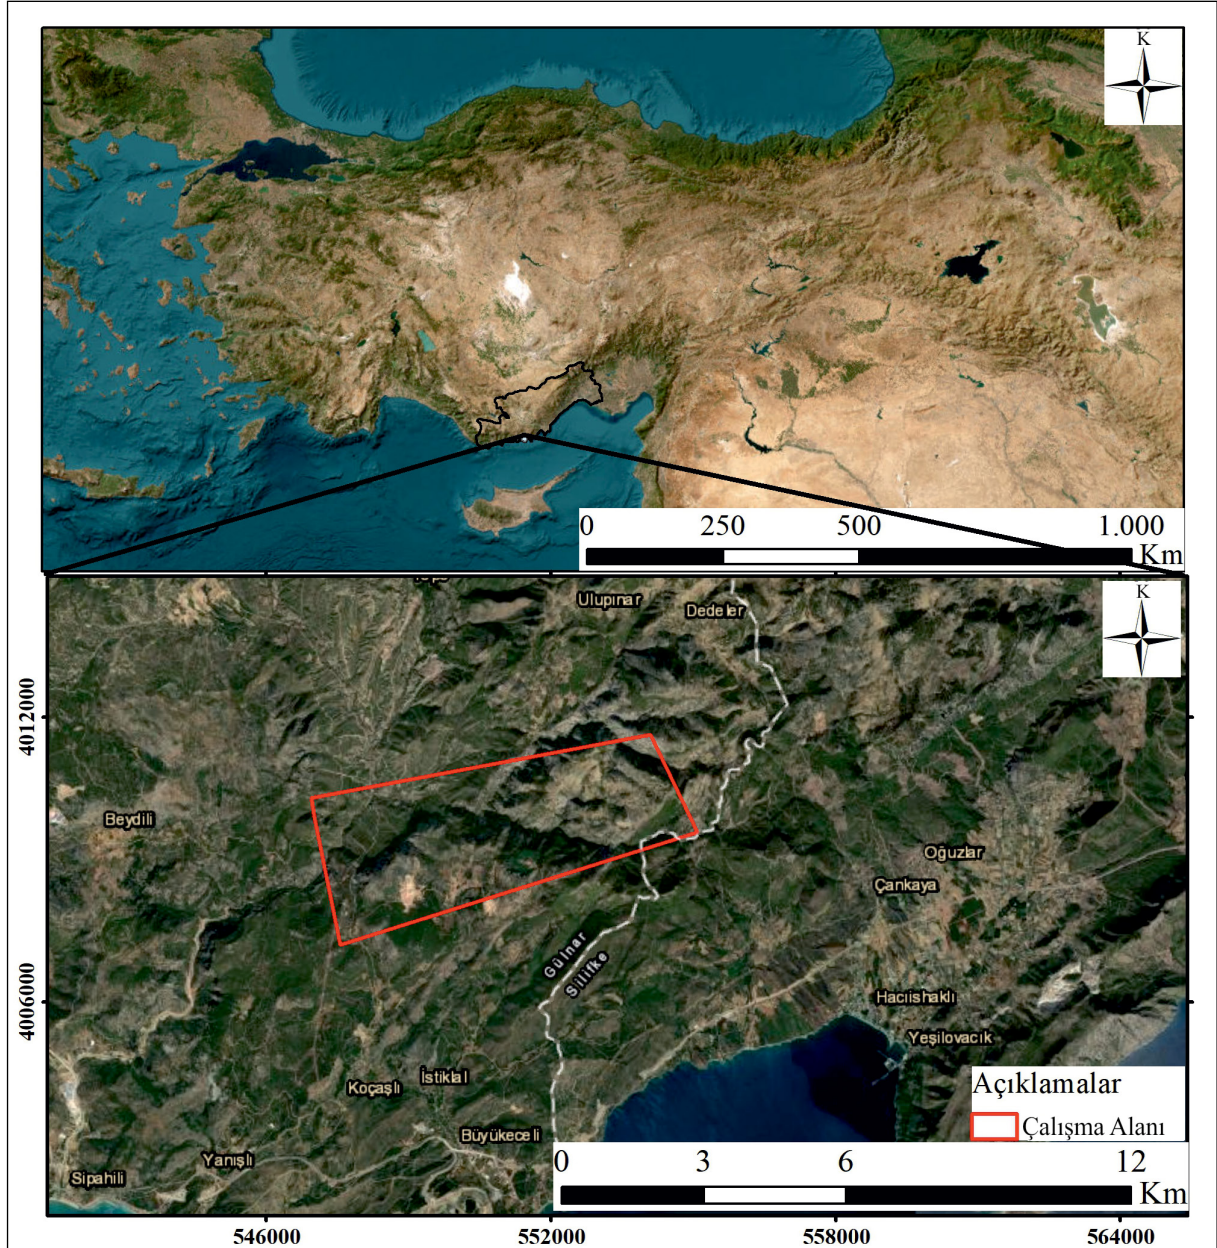 K
0 250 500 1.000
Km
K
Ulupınar
Dedeler
4012000
Beydili
Oğuzlar
Çankaya
Gülnar
Silifke
4006000
Hacıishaklı
Yeşilovacık
Koçaşlı
İstiklal
Açıklamalar
Çalışma Alanı
Büyükeceli
Yanışlı
Sipahili
0 3 6 12
Km
546000 552000 558000 564000